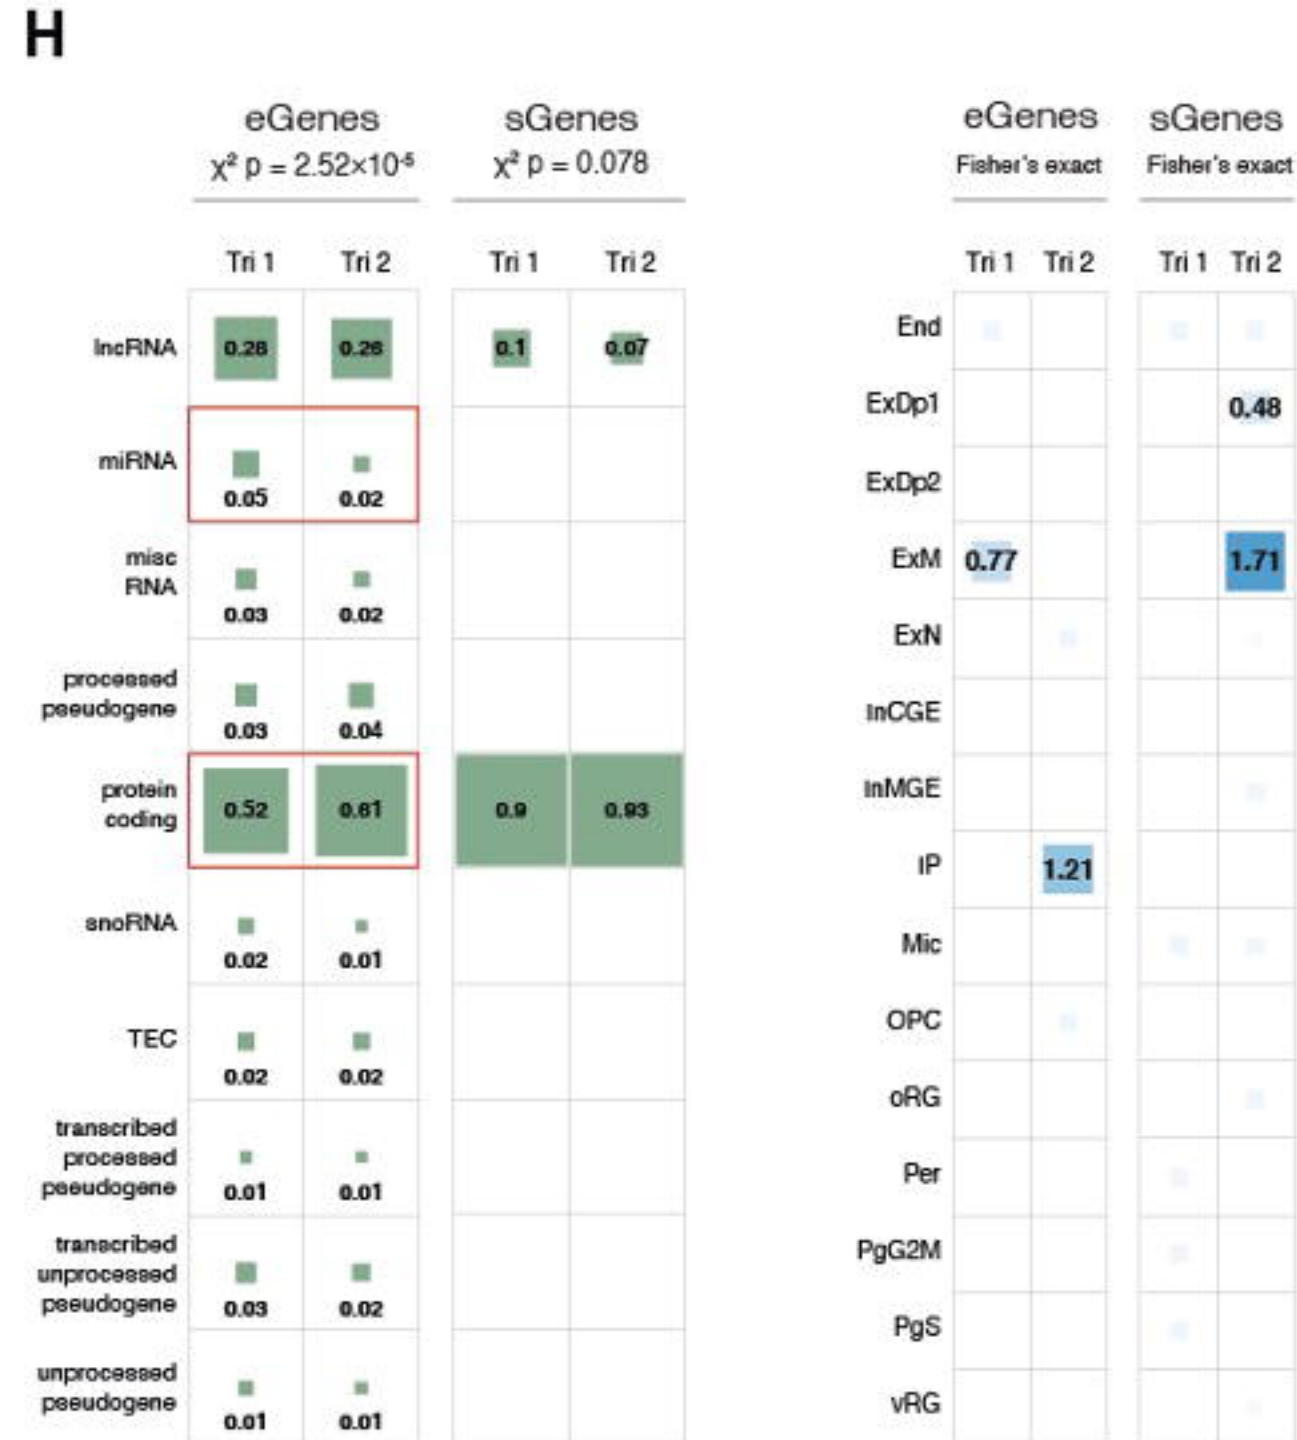 H
eGenes sGenes
χ² p = 2.52×10⁻⁵ χ² p = 0.078
Tri 1 Tri 2 Tri 1 Tri 2
lncRNA 0.28 0.26 0.1 0.07
miRNA
0.05 0.02
misc
RNA
0.03 0.02
processed
pseudogene
0.03 0.04
protein
coding
0.52 0.61 0.9 0.93
snoRNA
0.02 0.01
TEC
0.02 0.02
transcribed
processed
pseudogene
0.01 0.01
transcribed
unprocessed
pseudogene
0.03 0.02
unprocessed
pseudogene
0.01 0.01
eGenes sGenes
Fisher's exact Fisher's exact
Tri 1 Tri 2 Tri 1 Tri 2
End
ExDp1 0.48
ExDp2
ExM 0.77 1.71
ExN
InCGE
InMGE
IP 1.21
Mic
OPC
oRG
Per
PgG2M
PgS
vRG